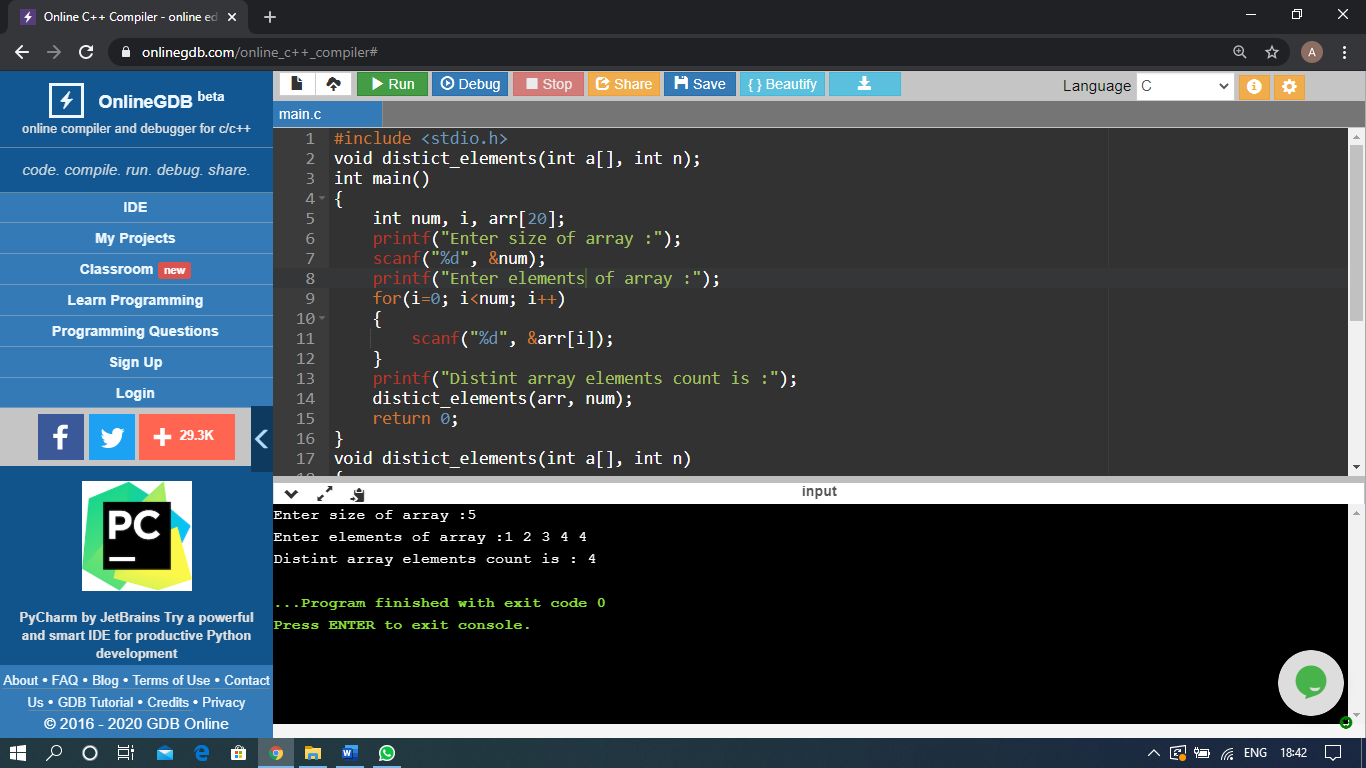 Online C++ Compiler - online ed
onlinegdb.com/online_c++_compiler#
A
OnlineGDB beta
online compiler and debugger for c/c++
code. compile. run. debug. share.
IDE
My Projects
Classroom new
Learn Programming
Programming Questions
Sign Up
Login
29.3K
PC
PyCharm by JetBrains Try a powerful
and smart IDE for productive Python
development
About • FAQ • Blog • Terms of Use • Contact
Us • GDB Tutorial • Credits • Privacy
© 2016 - 2020 GDB Online
Run Debug Stop Share Save { } Beautify Language C
main.c
1 #include <stdio.h>
2 void distict_elements(int a[], int n);
3 int main()
4 {
5 int num, i, arr[20];
6 printf("Enter size of array :");
7 scanf("%d", &num);
8 printf("Enter elements of array :");
9 for(i=0; i<num; i++)
10 {
11 scanf("%d", &arr[i]);
12 }
13 printf("Distint array elements count is :");
14 distict_elements(arr, num);
15 return 0;
16 }
17 void distict_elements(int a[], int n)
input
Enter size of array :5
Enter elements of array :1 2 3 4 4
Distint array elements count is : 4
...Program finished with exit code 0
Press ENTER to exit console.
ENG 18:42